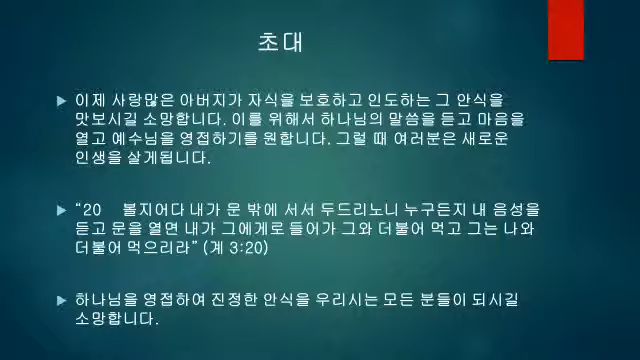 초대
이제 사랑많은 아버지가 자식을 보호하고 인도하는 그 안식을
맛보시길 소망합니다. 이를 위해서 하나님의 말씀을 듣고 마음을
열고 예수님을 영접하기를 원합니다. 그럴 때 여러분은 새로운
인생을 살게됩니다.
“20 볼지어다 내가 문 밖에 서서 두드리노니 누구든지 내 음성을
듣고 문을 열면 내가 그에게로 들어가 그와 더불어 먹고 그는 나와
더불어 먹으리라” (계 3:20)
하나님을 영접하여 진정한 안식을 우리시는 모든 분들이 되시길
소망합니다.